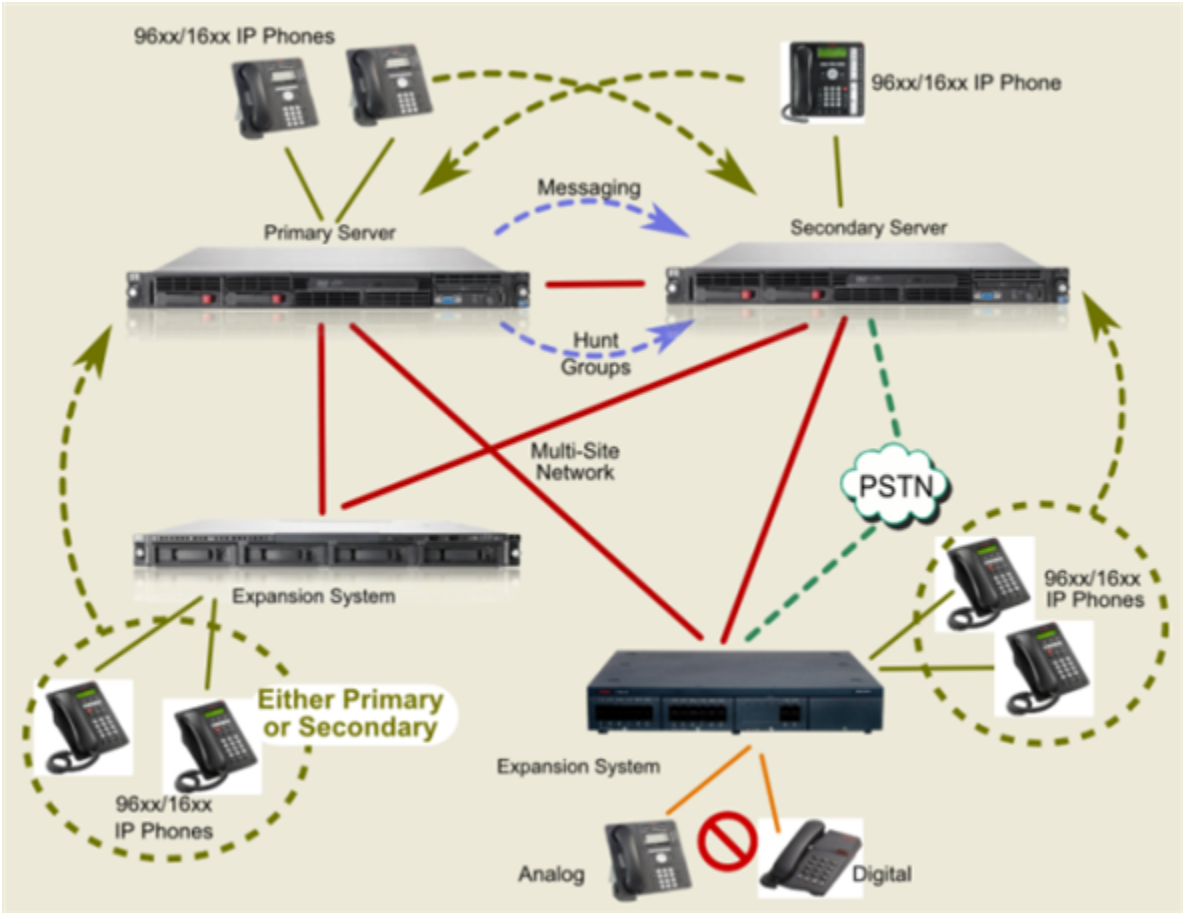 96xx/16xx IP Phones
96xx/16xx IP Phone
Messaging
Primary Server
Secondary Server
Hunt
Groups
Multi-Site
Network
PSTN
96xx/16xx
IP Phones
Expansion System
Either Primary
or Secondary
96xx/16xx
IP Phones
Expansion System
Analog
Digital